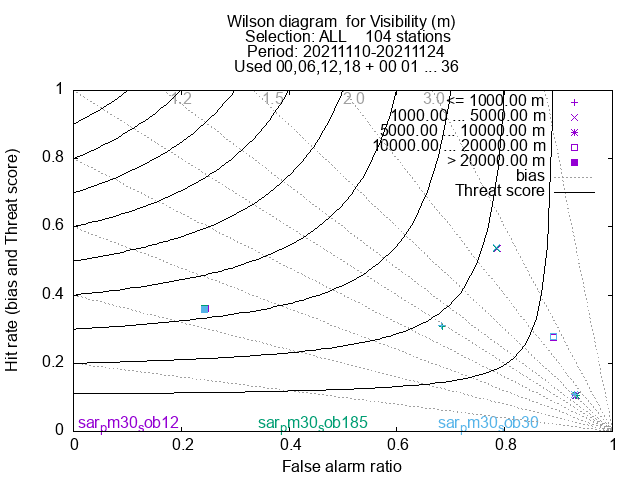 Wilson diagram  for Visibility (m)
Selection: ALL    104 stations
Period: 20211110-20211124
Used 00,06,12,18 + 00 01 ... 36
1.2 1.5 2.0 3.0
<= 1000.00 m
1000.00 ... 5000.00 m
5000.00 ... 10000.00 m
10000.00 ... 20000.00 m
> 20000.00 m
bias
Threat score
1
0.8
0.6
0.4
0.2
0
Hit rate (bias and Threat score)
sarpm30sob12 sarpm30sob185 sarpm30sob30
0 0.2 0.4 0.6 0.8 1
False alarm ratio